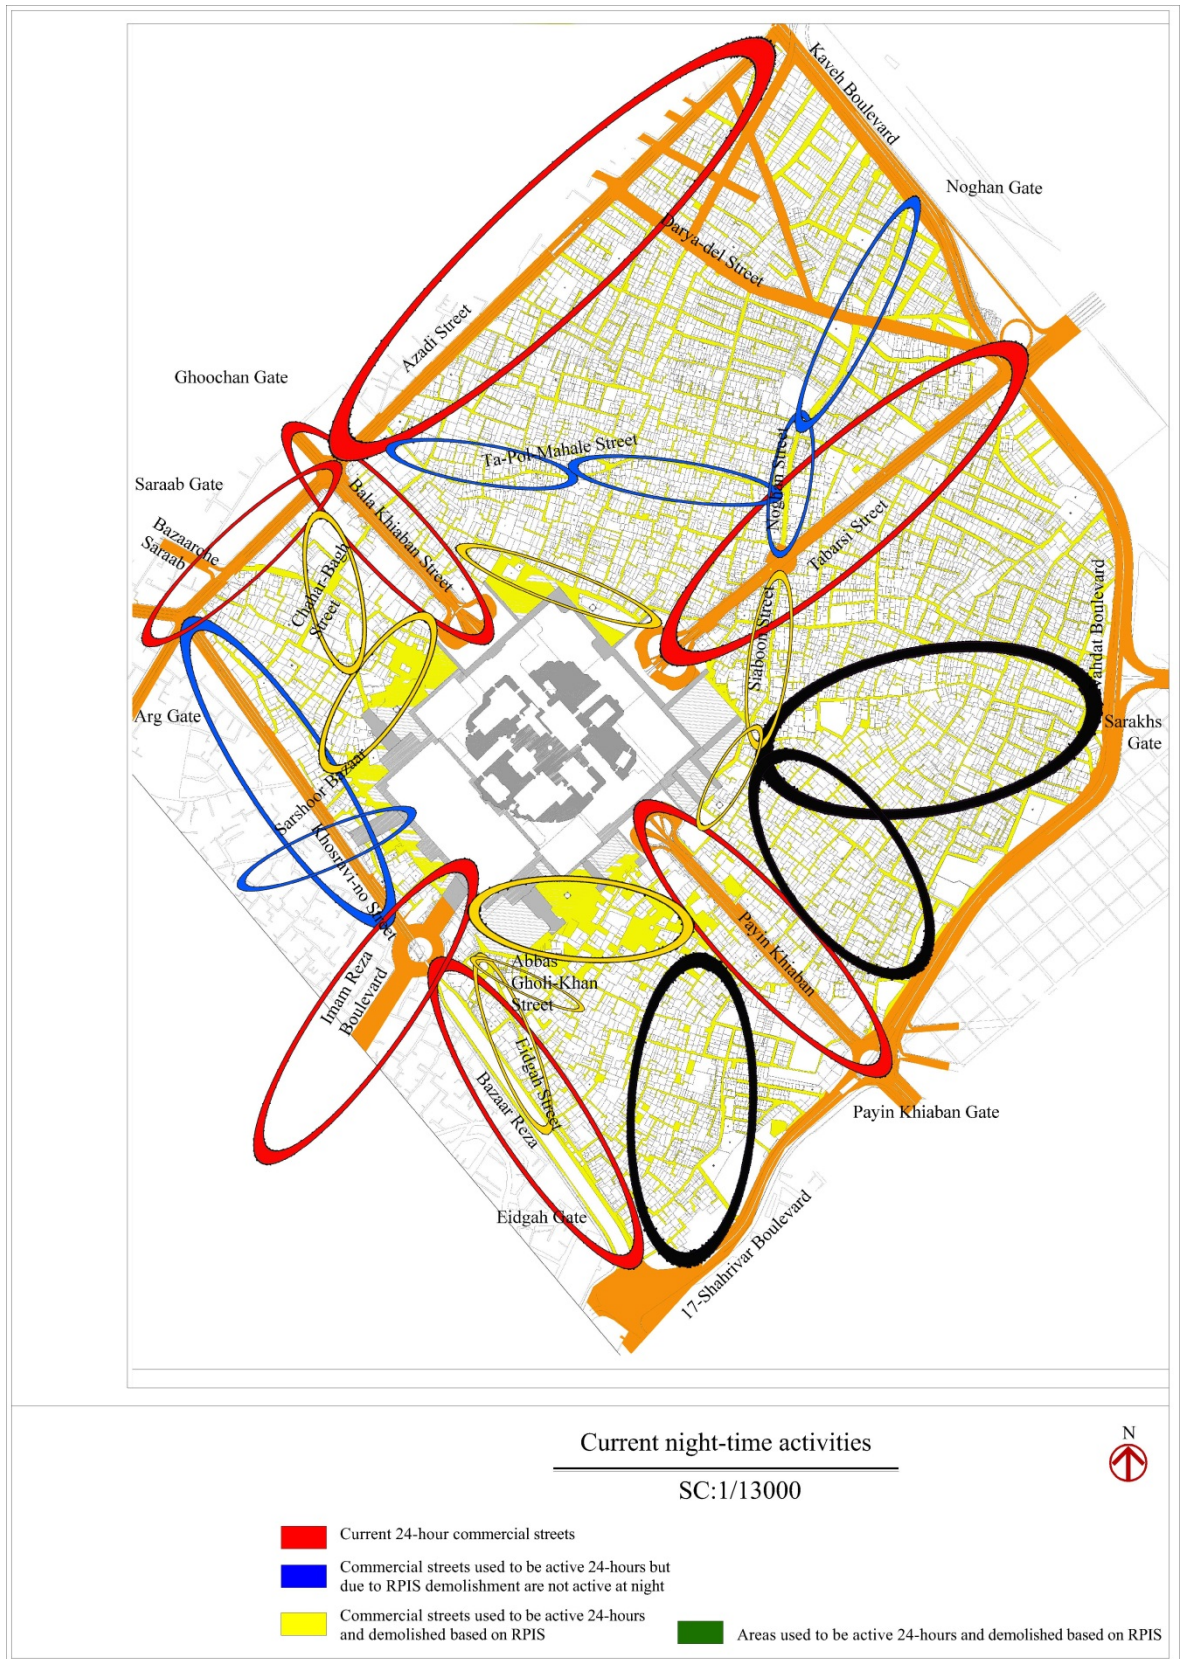 Kaveh Boulevard
Noghan Gate
Darya-del Street
Azadi Street
Ghoochan Gate
Ta-Pol-Mahale Street
Noghan Street
Saraab Gate
Bala Khiaban Street
Tabarsi Street
Bazaarche
Saraab
Chahar-Bagh
Street
Siaboon Street
Vahdat Boulevard
Arg Gate
Sarakhs
Gate
Sarshoor Bazaar
Khosravi-no Street
Payin Khiaban
Imam Reza
Boulevard
Abbas
Gholi-Khan
Street
Eidgah Street
Bazaar Reza
Payin Khiaban Gate
Eidgah Gate
17-Shahrivar Boulevard
Current night-time activities
N
SC:1/13000
Current 24-hour commercial streets
Commercial streets used to be active 24-hours but
due to RPIS demolishment are not active at night
Commercial streets used to be active 24-hours
and demolished based on RPIS
Areas used to be active 24-hours and demolished based on RPIS